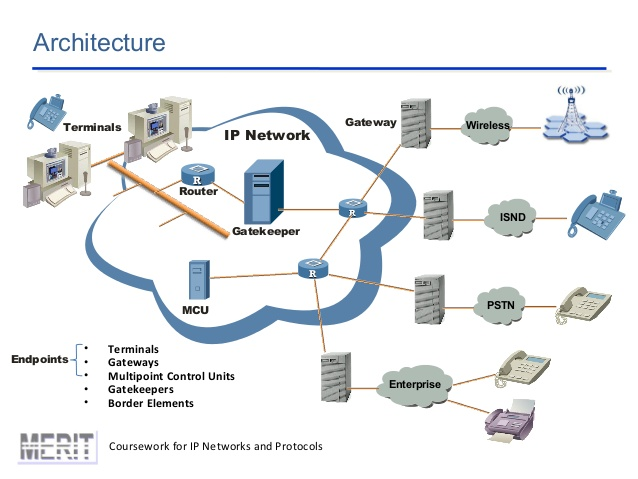 Architecture
Terminals
IP Network
Gateway
Wireless
R
Router
Gatekeeper
R
ISND
R
MCU
PSTN
Endpoints
• Terminals
• Gateways
• Multipoint Control Units
• Gatekeepers
• Border Elements
Enterprise
MERIT
Coursework for IP Networks and Protocols